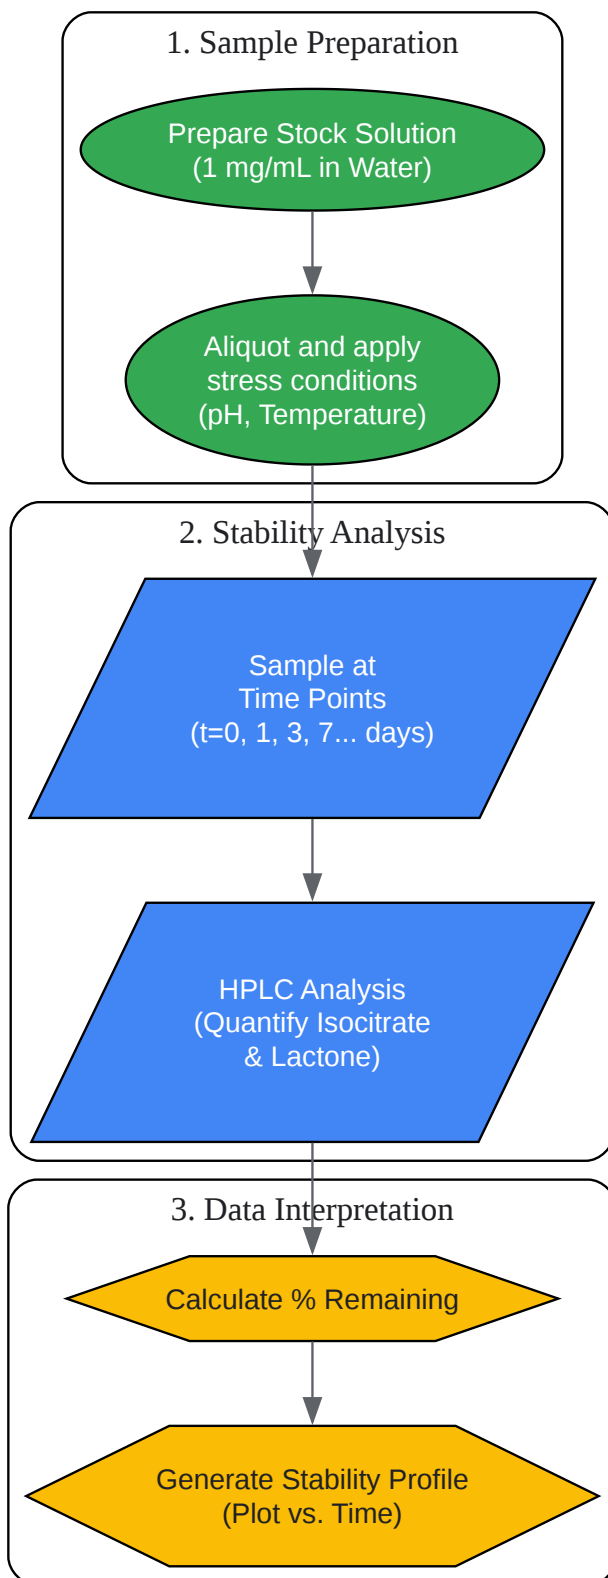 1. Sample Preparation
Prepare Stock Solution
(1 mg/mL in Water)
Aliquot and apply
stress conditions
(pH, Temperature)
2. Stability Analysis
Sample at
Time Points
(t=0, 1, 3, 7... days)
HPLC Analysis
(Quantify Isocitrate
& Lactone)
3. Data Interpretation
Calculate % Remaining
Generate Stability Profile
(Plot vs. Time)